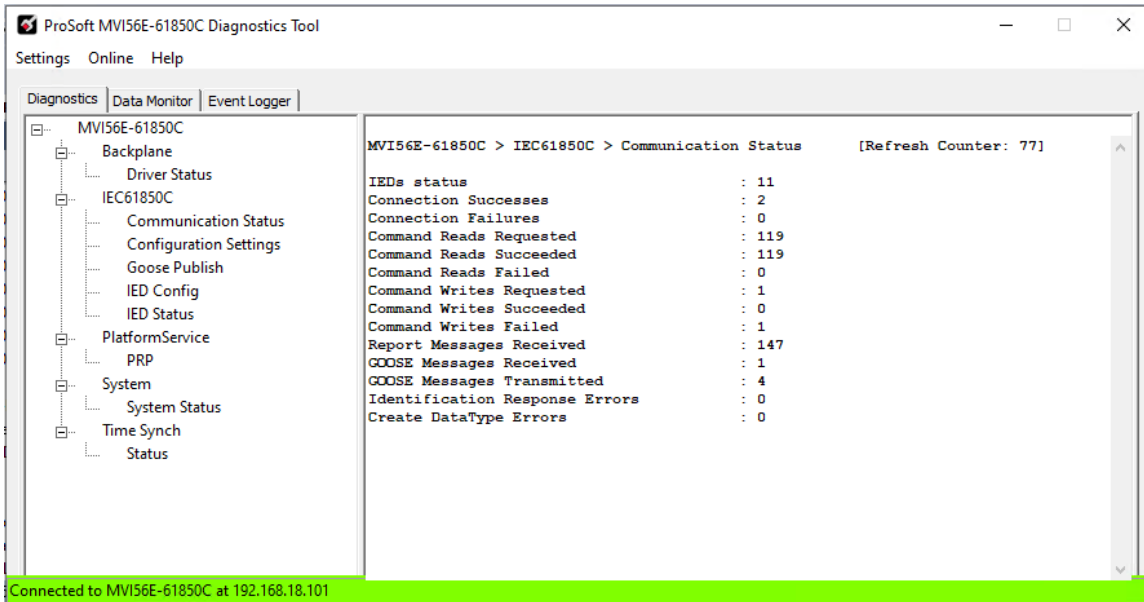 ProSoft MVI56E-61850C Diagnostics Tool
Settings Online Help
Diagnostics Data Monitor Event Logger
MVI56E-61850C
Backplane
Driver Status
IEC61850C
Communication Status
Configuration Settings
Goose Publish
IED Config
IED Status
PlatformService
PRP
System
System Status
Time Synch
Status
MVI56E-61850C > IEC61850C > Communication Status [Refresh Counter: 77]
IEDs status : 11
Connection Successes : 2
Connection Failures : 0
Command Reads Requested : 119
Command Reads Succeeded : 119
Command Reads Failed : 0
Command Writes Requested : 1
Command Writes Succeeded : 0
Command Writes Failed : 1
Report Messages Received : 147
GOOSE Messages Received : 1
GOOSE Messages Transmitted : 4
Identification Response Errors : 0
Create DataType Errors : 0
Connected to MVI56E-61850C at 192.168.18.101